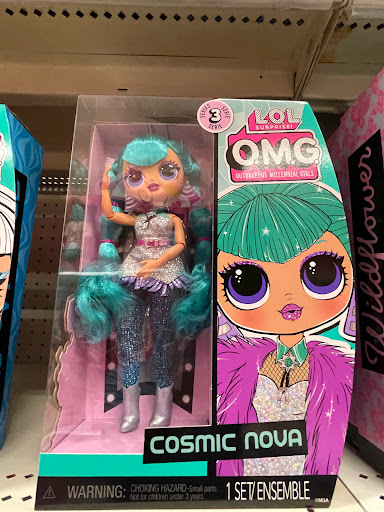 SERIES
3
SERIE
L.O.L
SURPRISE!
O.M.G.
OUTRAGEOUS MILLENNIAL GIRLS
Wildflower
COSMIC NOVA
WARNING: CHOKING HAZARD-Small parts.
Not for children under 3 years.
1 SET/ENSEMBLE
©MGA